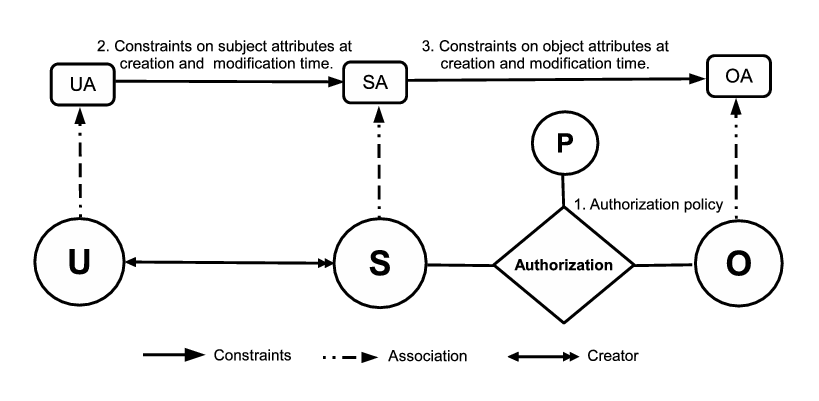 2. Constraints on subject attributes at
creation and modification time.
3. Constraints on object attributes at
creation and modification time.
UA
SA
OA
P
1. Authorization policy
U
S
Authorization
O
Constraints
Association
Creator